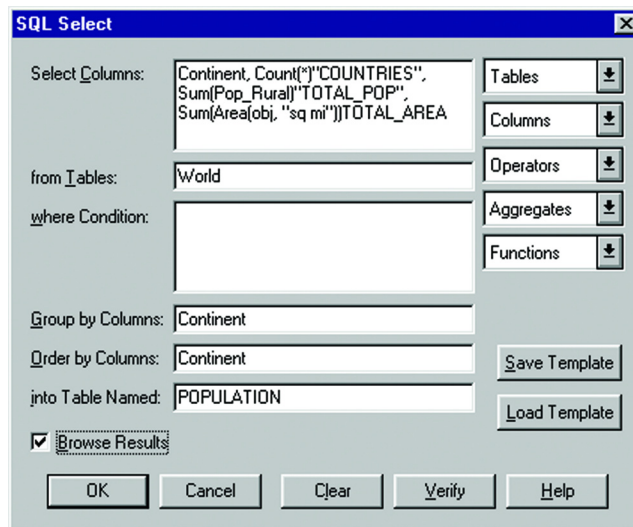 SQL Select
Select Columns:
Continent, Count(*)"COUNTRIES",
Sum(Pop_Rural)"TOTAL_POP",
Sum(Area(obj, "sq mi"))TOTAL_AREA
Tables
Columns
from Tables:
World
Operators
where Condition:
Aggregates
Functions
Group by Columns:
Continent
Order by Columns:
Continent
Save Template
into Table Named:
POPULATION
Load Template
Browse Results
OK
Cancel
Clear
Verify
Help